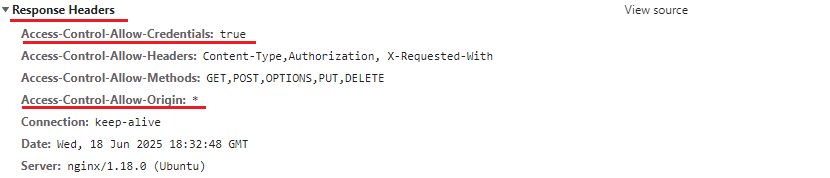 Response Headers View source
Access-Control-Allow-Credentials: true
Access-Control-Allow-Headers: Content-Type,Authorization, X-Requested-With
Access-Control-Allow-Methods: GET,POST,OPTIONS,PUT,DELETE
Access-Control-Allow-Origin: *
Connection: keep-alive
Date: Wed, 18 Jun 2025 18:32:48 GMT
Server: nginx/1.18.0 (Ubuntu)